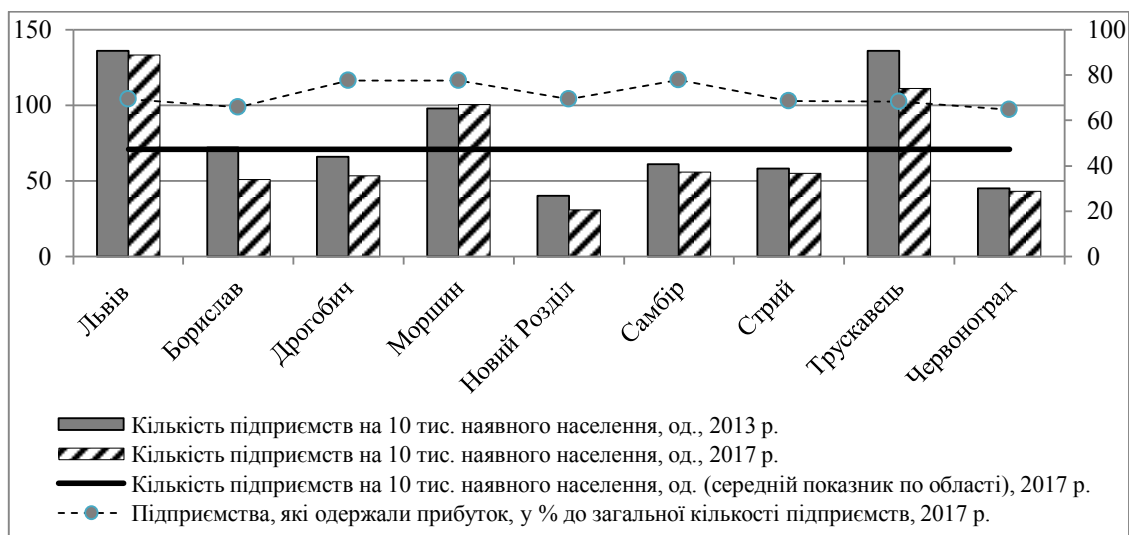 150
100
50
0
100
80
60
40
20
0
Львів
Борислав
Дрогобич
Моршин
Новий Розділ
Самбір
Стрий
Трускавець
Червоноград
Кількість підприємств на 10 тис. наявного населення, од., 2013 р.
Кількість підприємств на 10 тис. наявного населення, од., 2017 р.
Кількість підприємств на 10 тис. наявного населення, од. (середній показник по області), 2017 р.
Підприємства, які одержали прибуток, у % до загальної кількості підприємств, 2017 р.